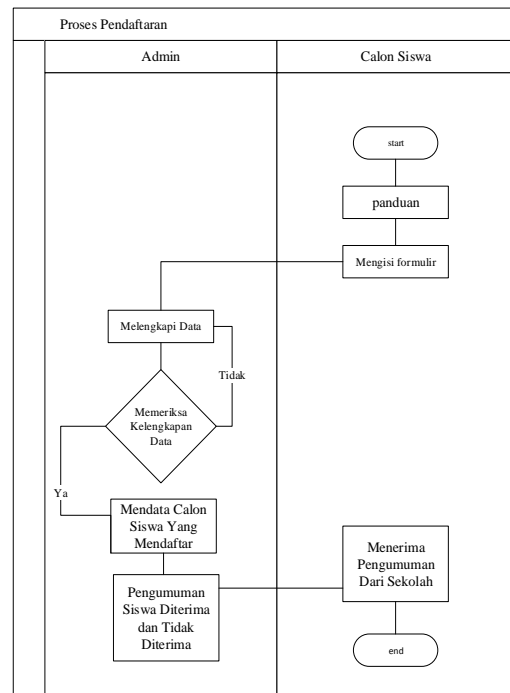 Proses Pendaftaran
Admin
Calon Siswa
start
panduan
Mengisi formulir
Melengkapi Data
Tidak
Memeriksa
Kelengkapan
Data
Ya
Mendata Calon
Siswa Yang
Mendaftar
Menerima
Pengumuman
Dari Sekolah
Pengumuman
Siswa Diterima
dan Tidak
Diterima
end